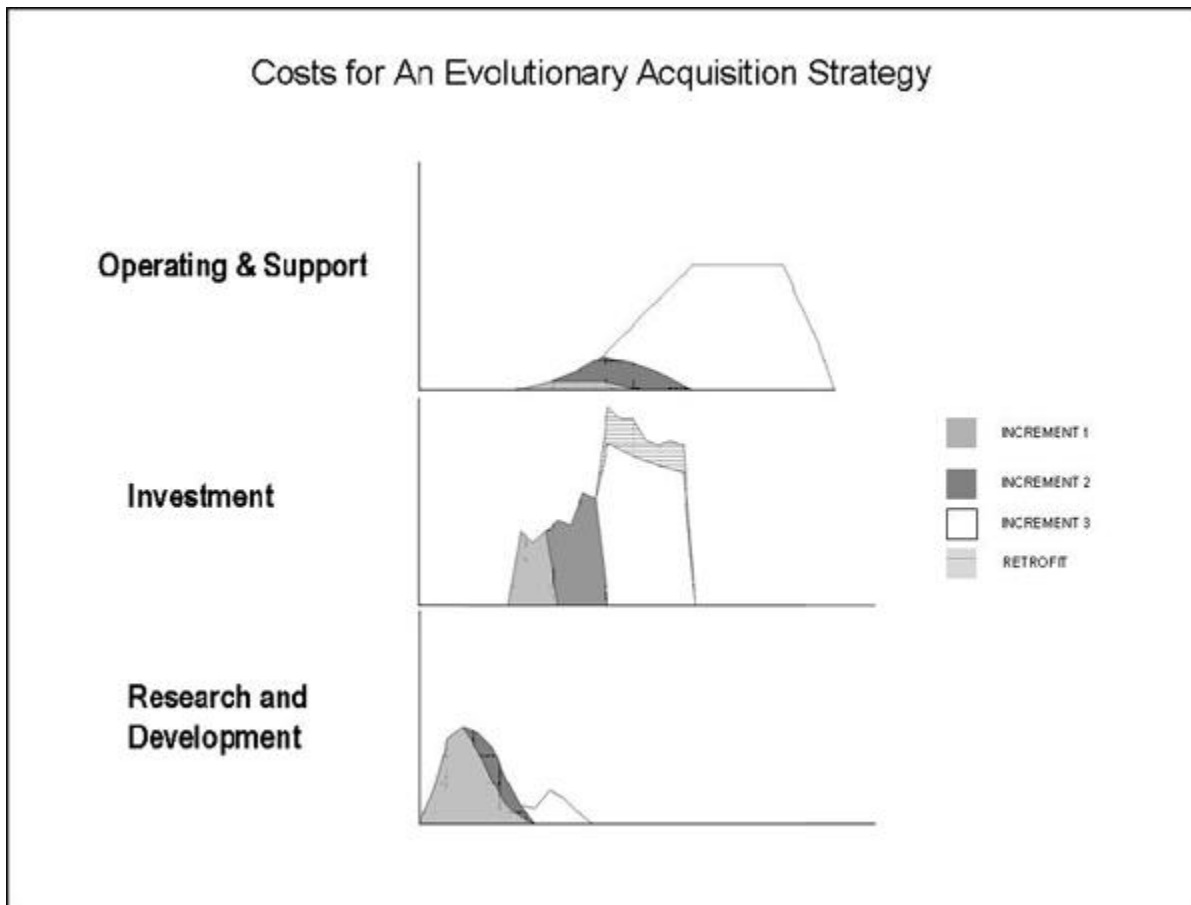 Costs for An Evolutionary Acquisition Strategy
Operating & Support
Investment
INCREMENT 1
INCREMENT 2
INCREMENT 3
RETROFIT
Research and
Development